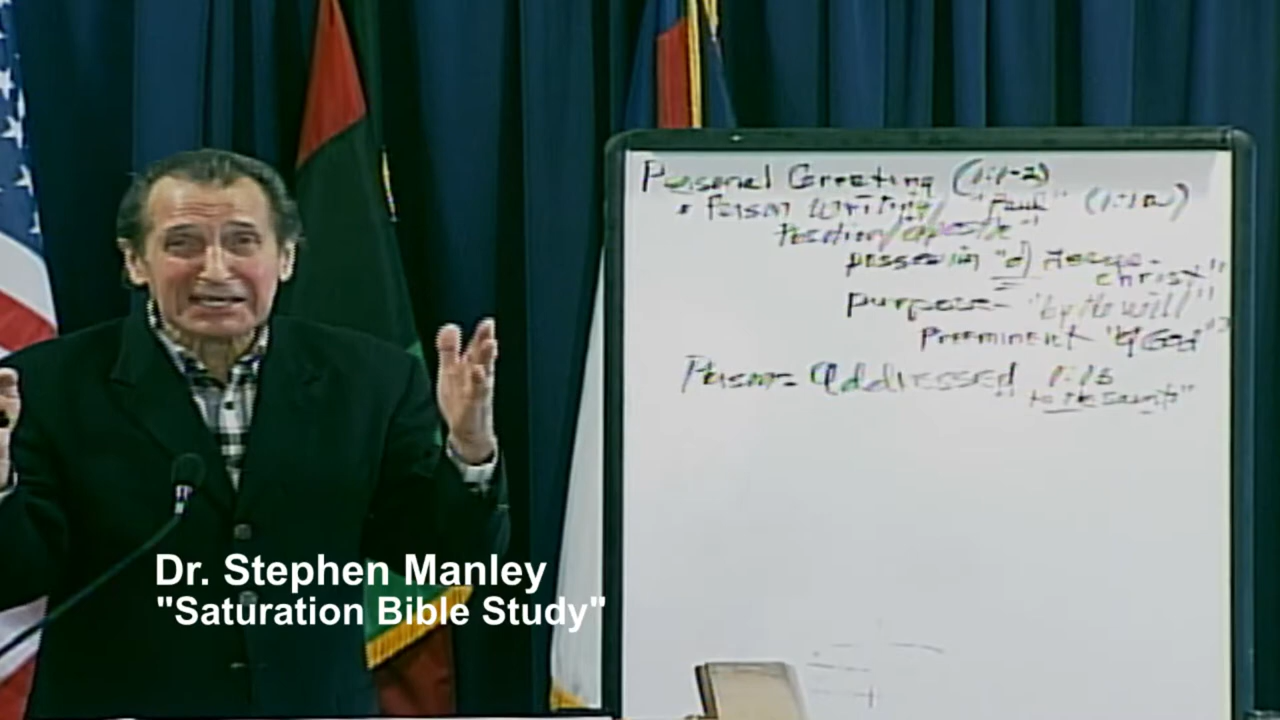 Dr. Stephen Manley
"Saturation Bible Study"
Personal Greeting (1:1-2)
Person Writing "Paul" (1:1a)
Position/apostle"
possession "of Jesus
Christ"
purpose "by the will"
Preeminent "of God"
Persons Addressed 1:1b
to the saints"